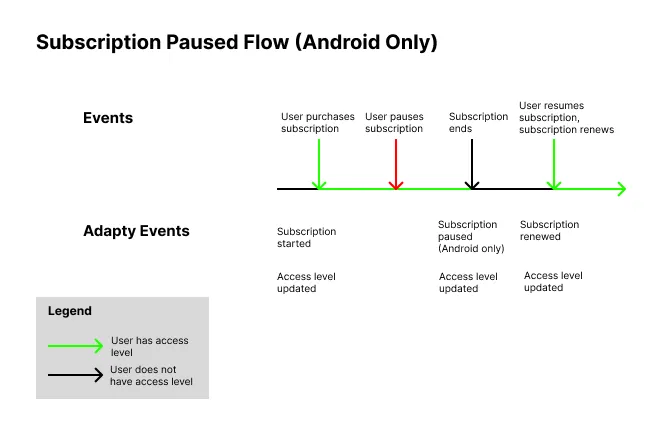 Subscription Paused Flow (Android Only)
Events
User purchases
subscription
User pauses
subscription
Subscription
ends
User resumes
subscription,
subscription renews
Adapty Events
Subscription
started
Subscription
paused
(Android only)
Subscription
renewed
Access level
updated
Access level
updated
Access level
updated
Legend
User has access
level
User does not
have access level